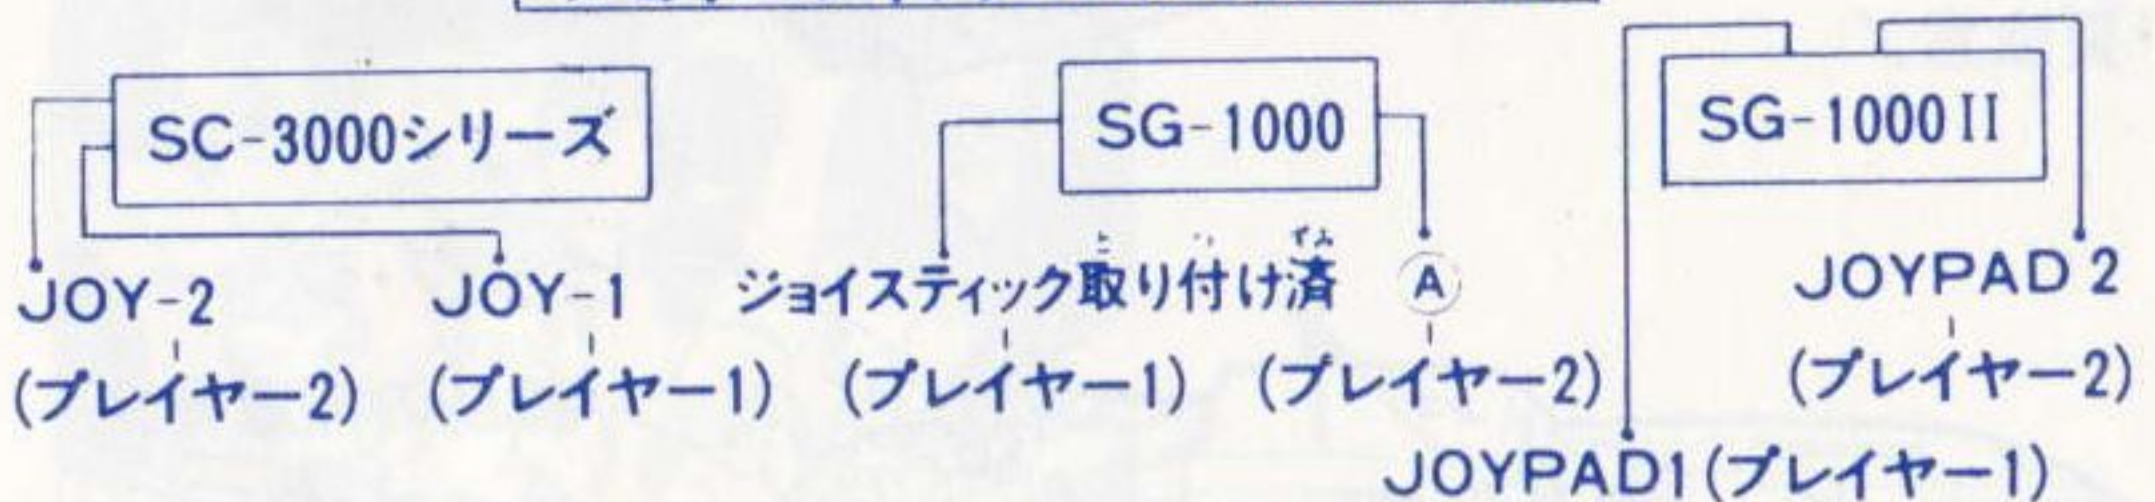 SC-3000シリーズ
SG-1000
SG-1000II
JOY-2
JOY-1
ジョイスティック取り付け済
A
JOYPAD 2
(プレイヤー2)
(プレイヤー1)
(プレイヤー1)
(プレイヤー2)
(プレイヤー2)
JOYPAD1(プレイヤー1)